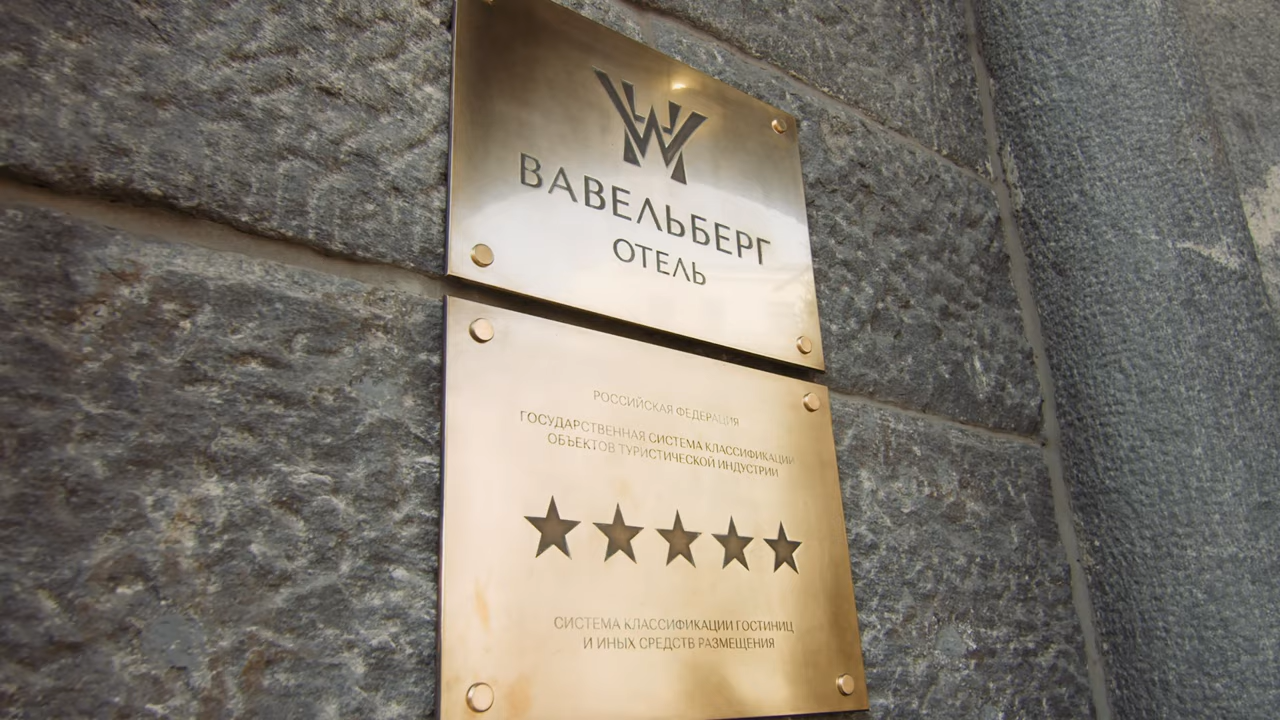 W
ВАВЕЛЬБЕРГ
ОТЕЛЬ
РОССИЙСКАЯ ФЕДЕРАЦИЯ
ГОСУДАРСТВЕННАЯ СИСТЕМА КЛАССИФИКАЦИИ
ОБЪЕКТОВ ТУРИСТИЧЕСКОЙ ИНДУСТРИИ
СИСТЕМА КЛАССИФИКАЦИИ ГОСТИНИЦ
И ИНЫХ СРЕДСТВ РАЗМЕЩЕНИЯ